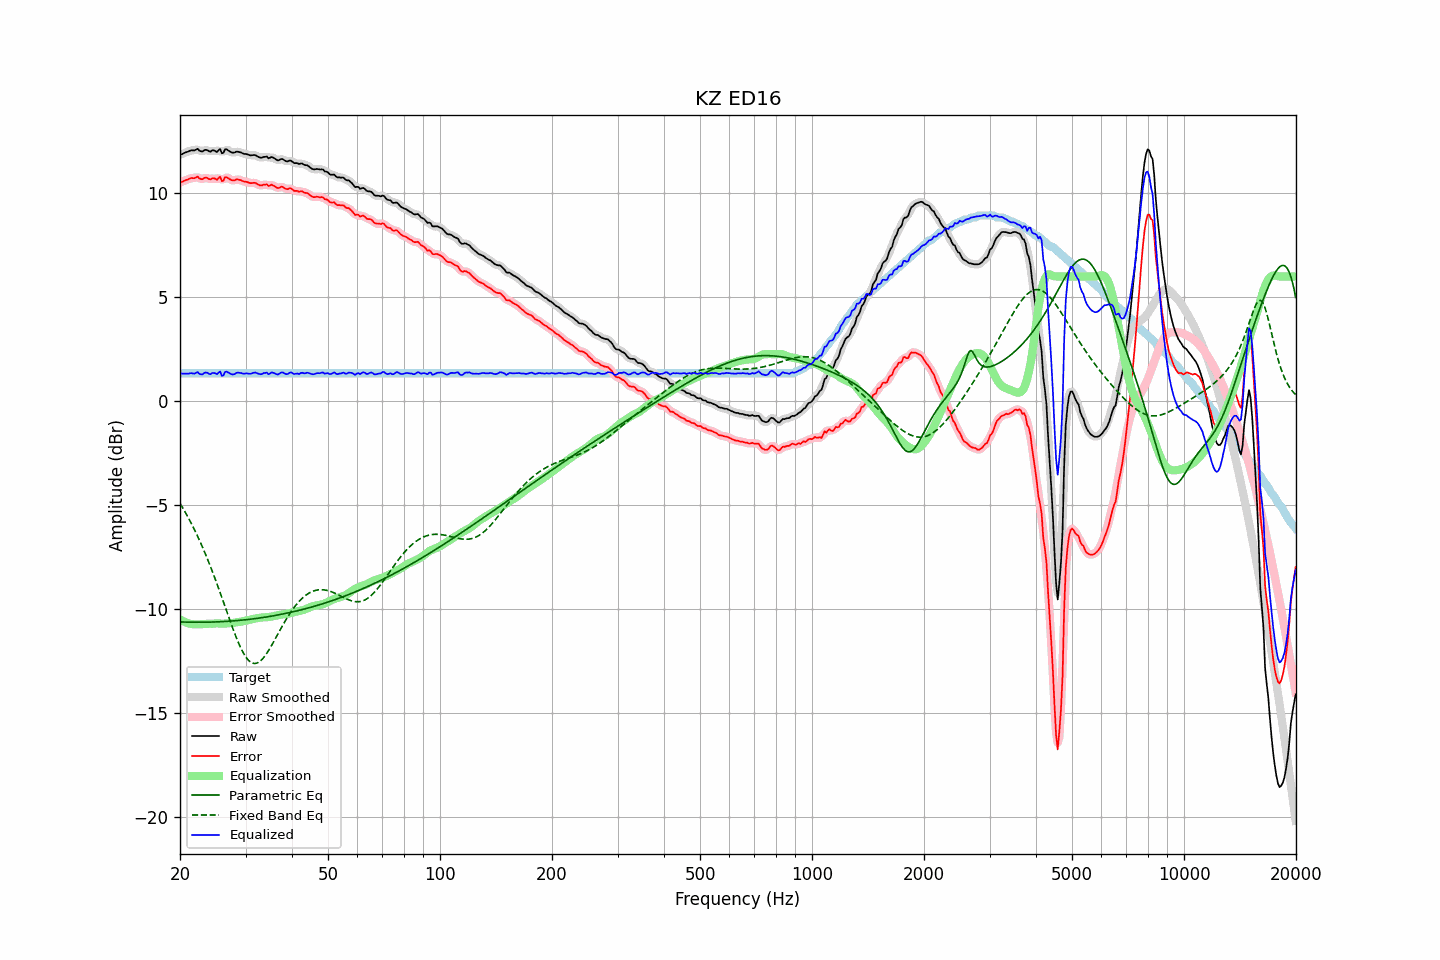 KZ ED16
Amplitude (dBr)
10
5
0
−5
−10
−15
−20
Target
Raw Smoothed
Error Smoothed
Raw
Error
Equalization
Parametric Eq
Fixed Band Eq
Equalized
20 50 100 200 500 1000 2000 5000 10000 20000
Frequency (Hz)